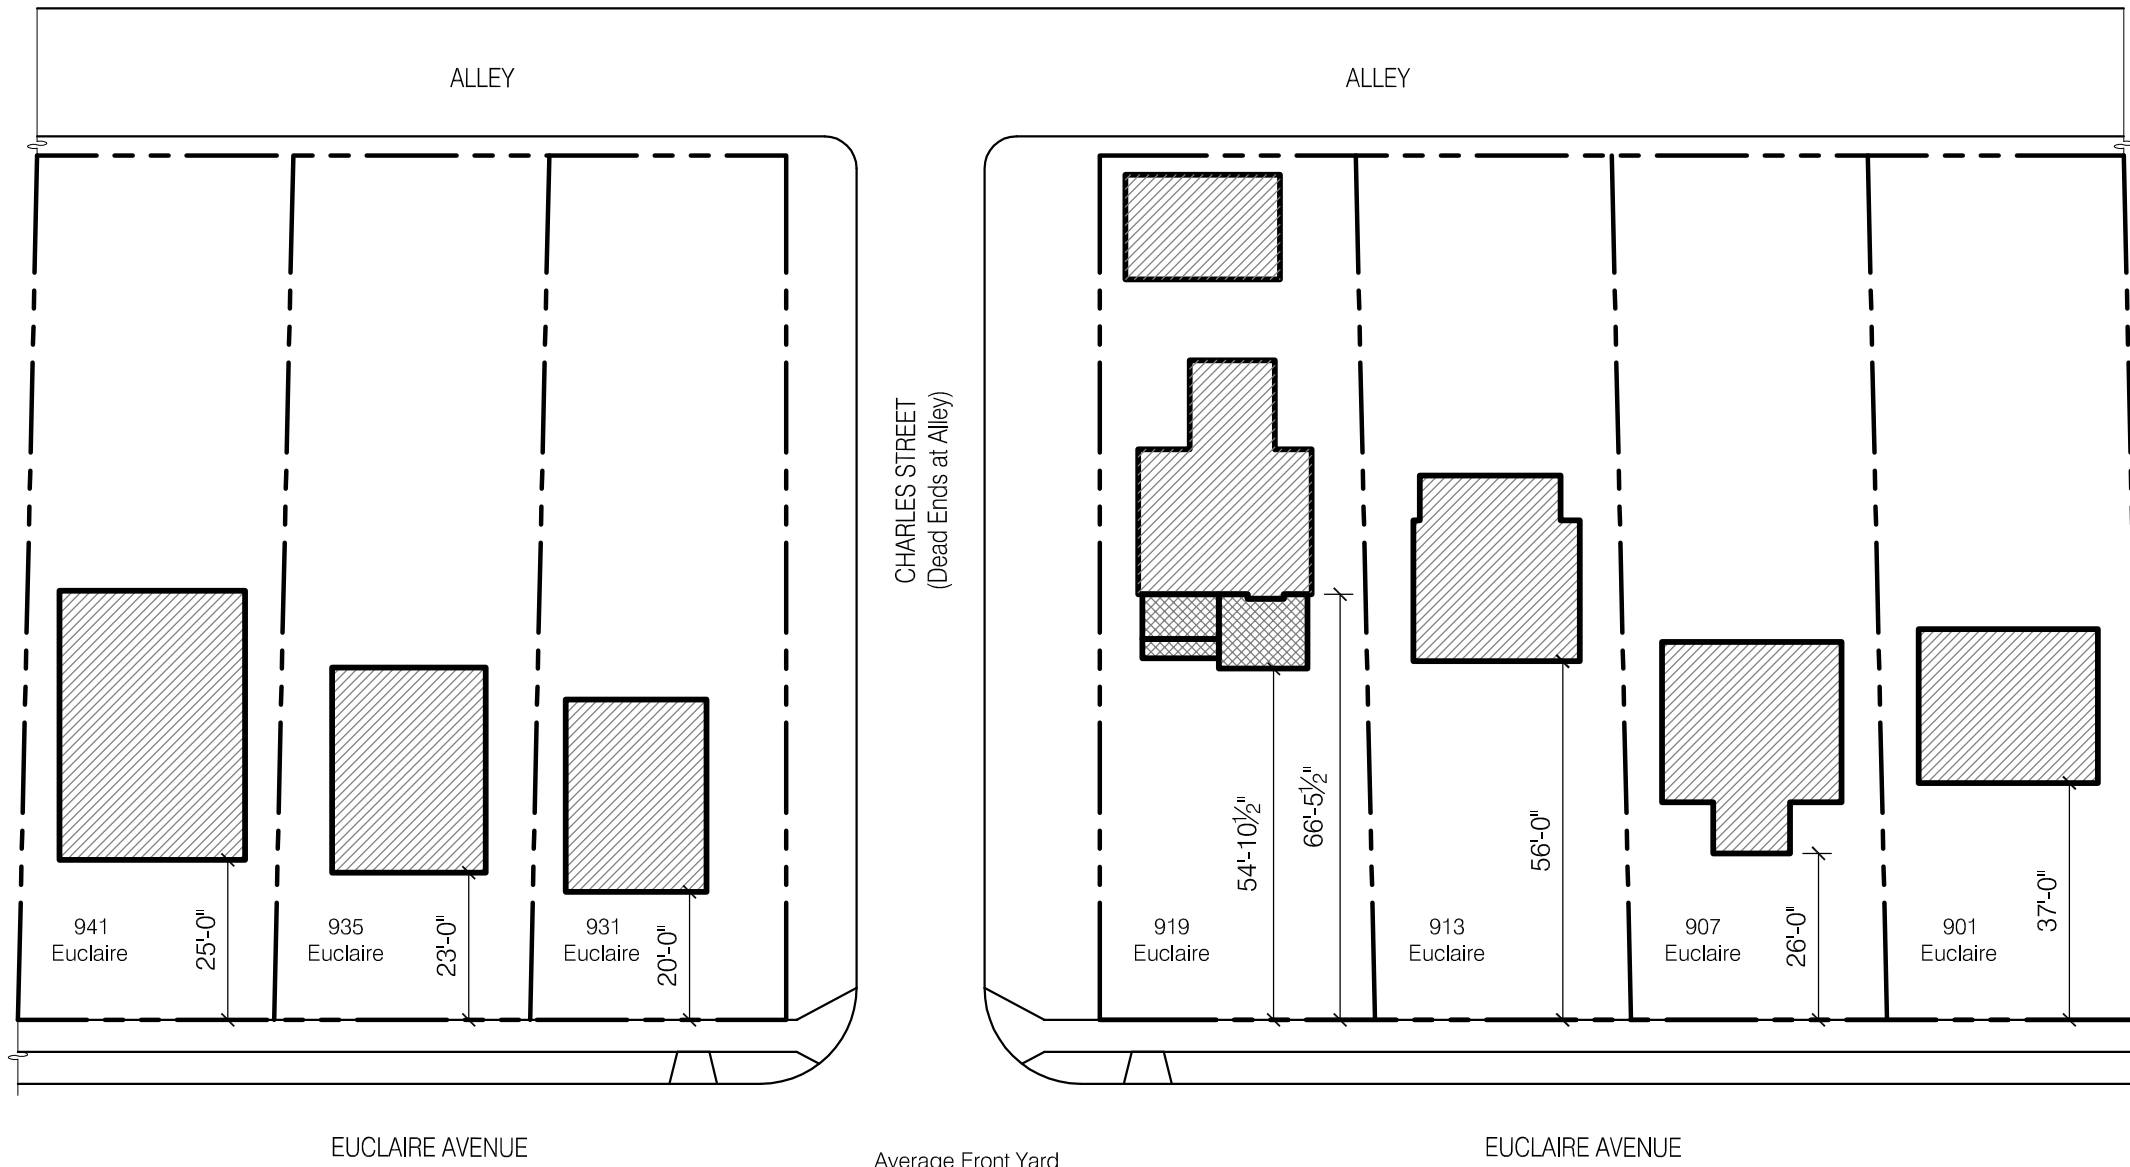 ALLEY
ALLEY
CHARLES STREET
(Dead Ends at Alley)
941
Euclaire
25'-0"
935
Euclaire
23'-0"
931
Euclaire
20'-0"
919
Euclaire
54'-10½"
66'-5½"
913
Euclaire
56'-0"
907
Euclaire
26'-0"
901
Euclaire
37'-0"
EUCLAIRE AVENUE
EUCLAIRE AVENUE
Average Front Yard